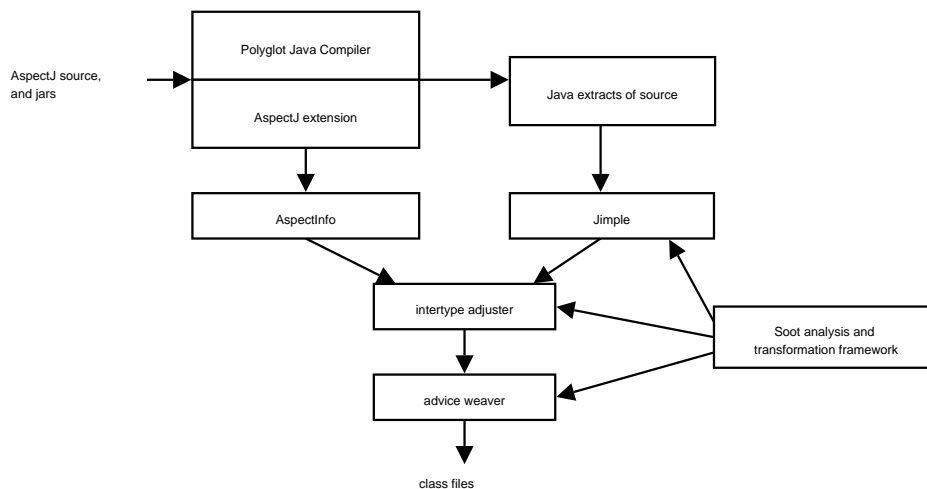 Polyglot Java Compiler
AspectJ source,
and jars
Java extracts of source
AspectJ extension
AspectInfo
Jimple
intertype adjuster
Soot analysis and
transformation framework
advice weaver
class files